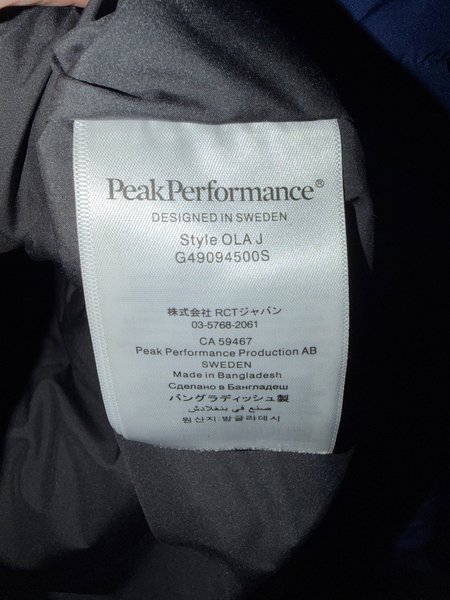 PeakPerformance®
DESIGNED IN SWEDEN
Style OLA J
G49094500S
株式会社 RCTジャパン
03-5768-2061
CA 59467
Peak Performance Production AB
SWEDEN
Made in Bangladesh
Сделано в Бангладеш
バングラディッシュ製
صنع في بنغلادش
원산지:방글라데시